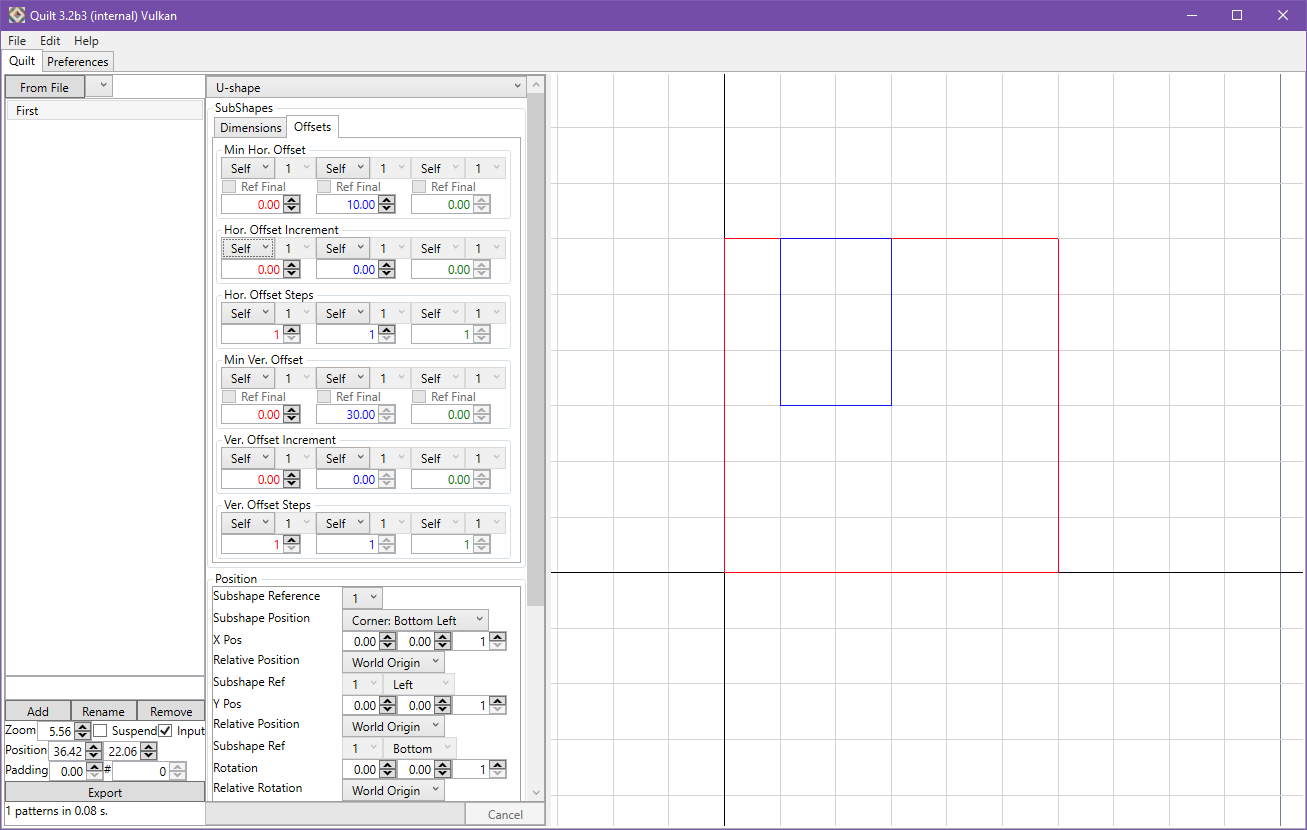 Quilt 3.2b3 (internal) Vulkan
File Edit Help
Quilt Preferences
From File
First
U-shape
SubShapes
Dimensions Offsets
Min Hor. Offset
Self 1 Self 1 Self 1
Ref Final Ref Final Ref Final
0.00 10.00 0.00
Hor. Offset Increment
Self 1 Self 1 Self 1
0.00 0.00 0.00
Hor. Offset Steps
Self 1 Self 1 Self 1
1 1 1
Min Ver. Offset
Self 1 Self 1 Self 1
Ref Final Ref Final Ref Final
0.00 30.00 0.00
Ver. Offset Increment
Self 1 Self 1 Self 1
0.00 0.00 0.00
Ver. Offset Steps
Self 1 Self 1 Self 1
1 1 1
Position
Subshape Reference 1
Subshape Position Corner: Bottom Left
X Pos 0.00 0.00 1
Relative Position World Origin
Subshape Ref 1 Left
Y Pos 0.00 0.00 1
Relative Position World Origin
Subshape Ref 1 Bottom
Rotation 0.00 0.00 1
Relative Rotation World Origin
Cancel
Add Rename Remove
Zoom 5.56 Suspend Input
Position 36.42 22.06
Padding 0.00 # 0
Export
1 patterns in 0.08 s.